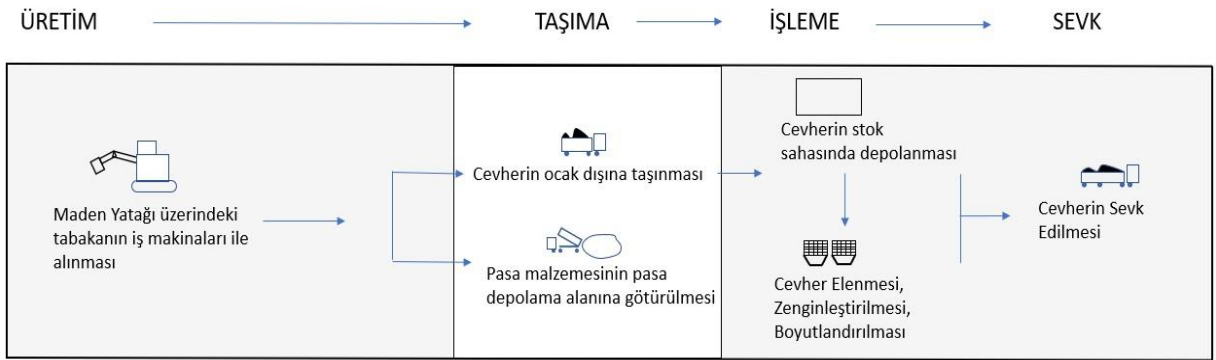 ÜRETİM
TAŞIMA
İŞLEME
SEVK
Maden Yatağı üzerindeki
tabakanın iş makinaları ile
alınması
Cevherin ocak dışına taşınması
Pasa malzemesinin pasa
depolama alanına götürülmesi
Cevherin stok
sahasında depolanması
Cevher Elenmesi,
Zenginleştirilmesi,
Boyutlandırılması
Cevherin Sevk
Edilmesi